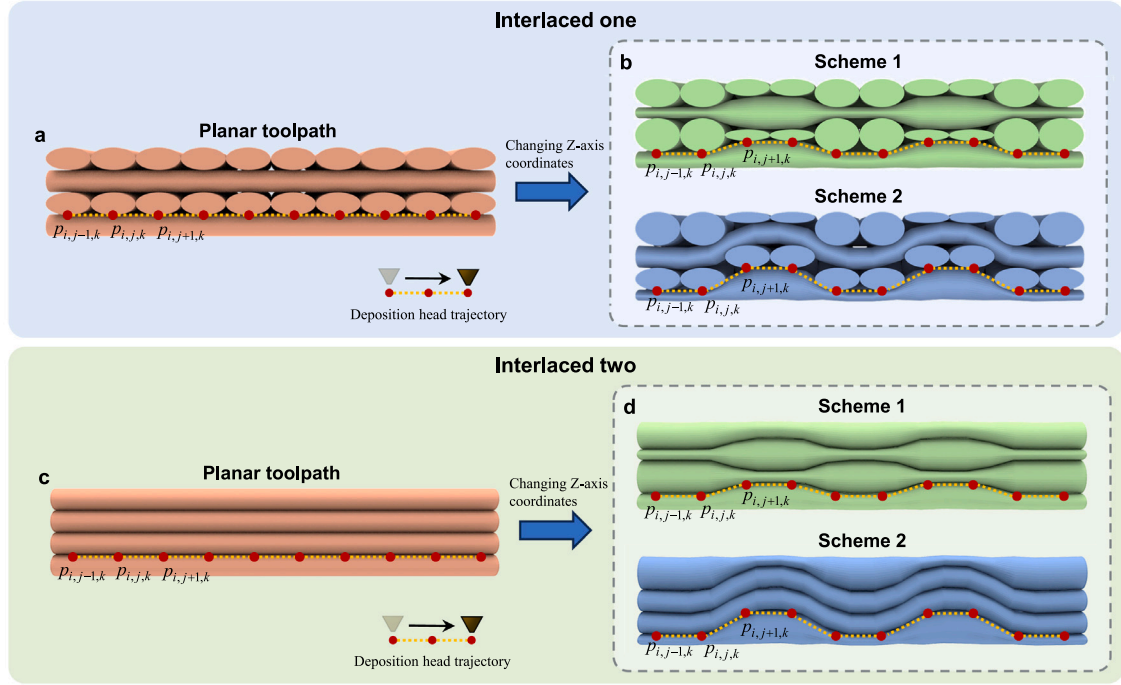 Interlaced one
a
Planar toolpath
p_{i,j−1,k} p_{i,j,k} p_{i,j+1,k}
Deposition head trajectory
Changing Z-axis
coordinates
b
Scheme 1
p_{i,j−1,k} p_{i,j,k} p_{i,j+1,k}
Scheme 2
p_{i,j−1,k} p_{i,j,k} p_{i,j+1,k}
Interlaced two
c
Planar toolpath
p_{i,j−1,k} p_{i,j,k} p_{i,j+1,k}
Deposition head trajectory
Changing Z-axis
coordinates
d
Scheme 1
p_{i,j−1,k} p_{i,j,k} p_{i,j+1,k}
Scheme 2
p_{i,j−1,k} p_{i,j,k} p_{i,j+1,k}